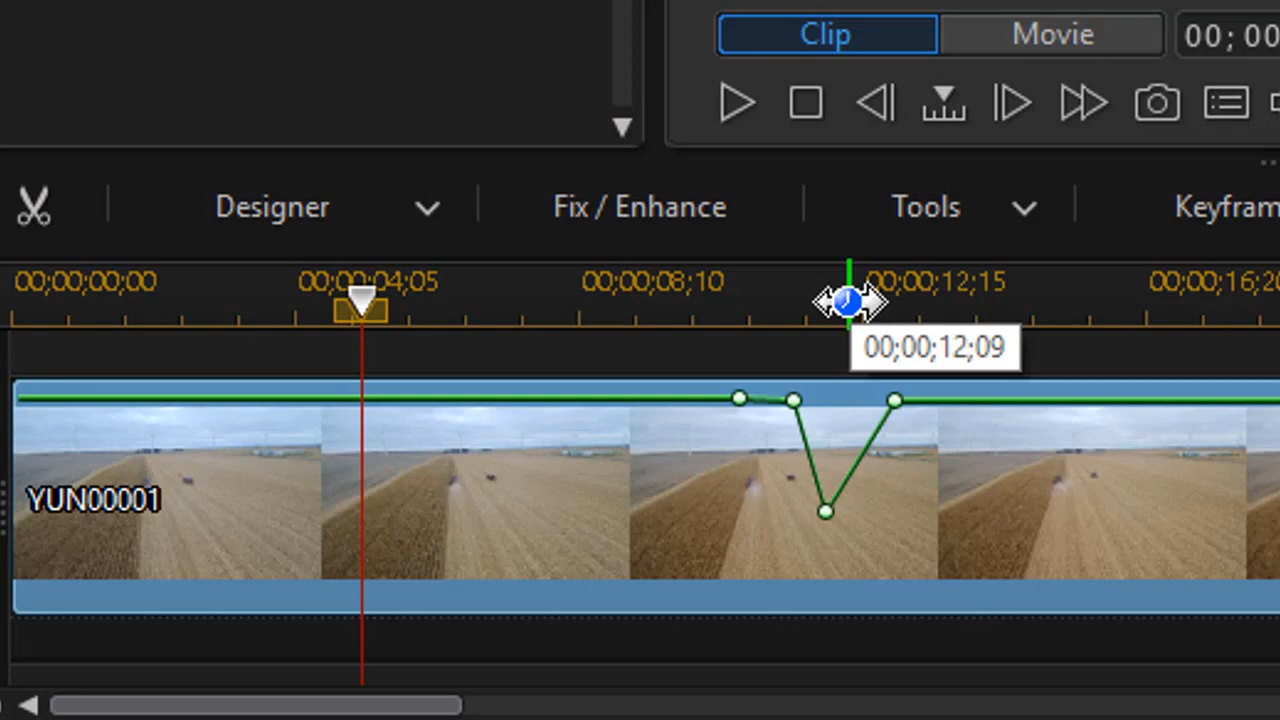 Clip Movie 00;00
Designer Fix / Enhance Tools Keyfram
00;00;00;00 00;00;04;05 00;00;08;10 00;00;12;15 00;00;16;20
00;00;12;09
YUN00001